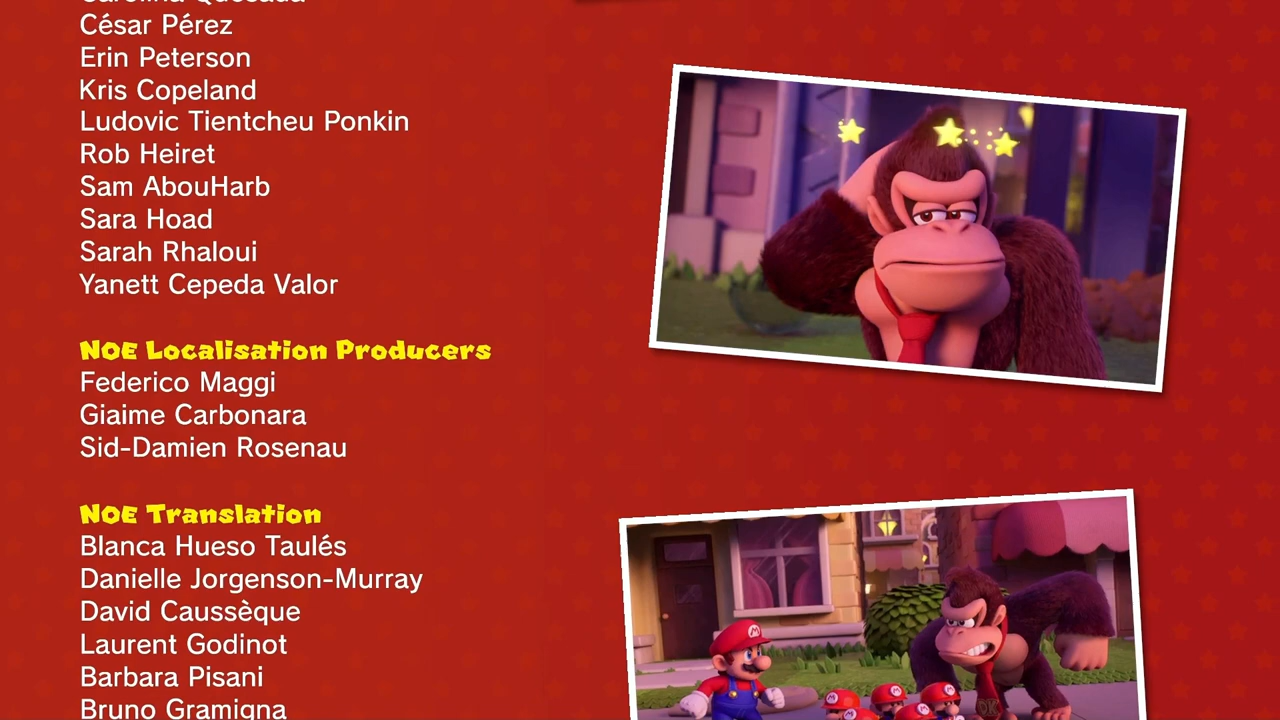 Carolina Quesada
César Pérez
Erin Peterson
Kris Copeland
Ludovic Tientcheu Ponkin
Rob Heiret
Sam AbouHarb
Sara Hoad
Sarah Rhaloui
Yanett Cepeda Valor
NOE Localisation Producers
Federico Maggi
Giaime Carbonara
Sid-Damien Rosenau
NOE Translation
Blanca Hueso Taulés
Danielle Jorgenson-Murray
David Caussèque
Laurent Godinot
Barbara Pisani
Bruno Gramigna